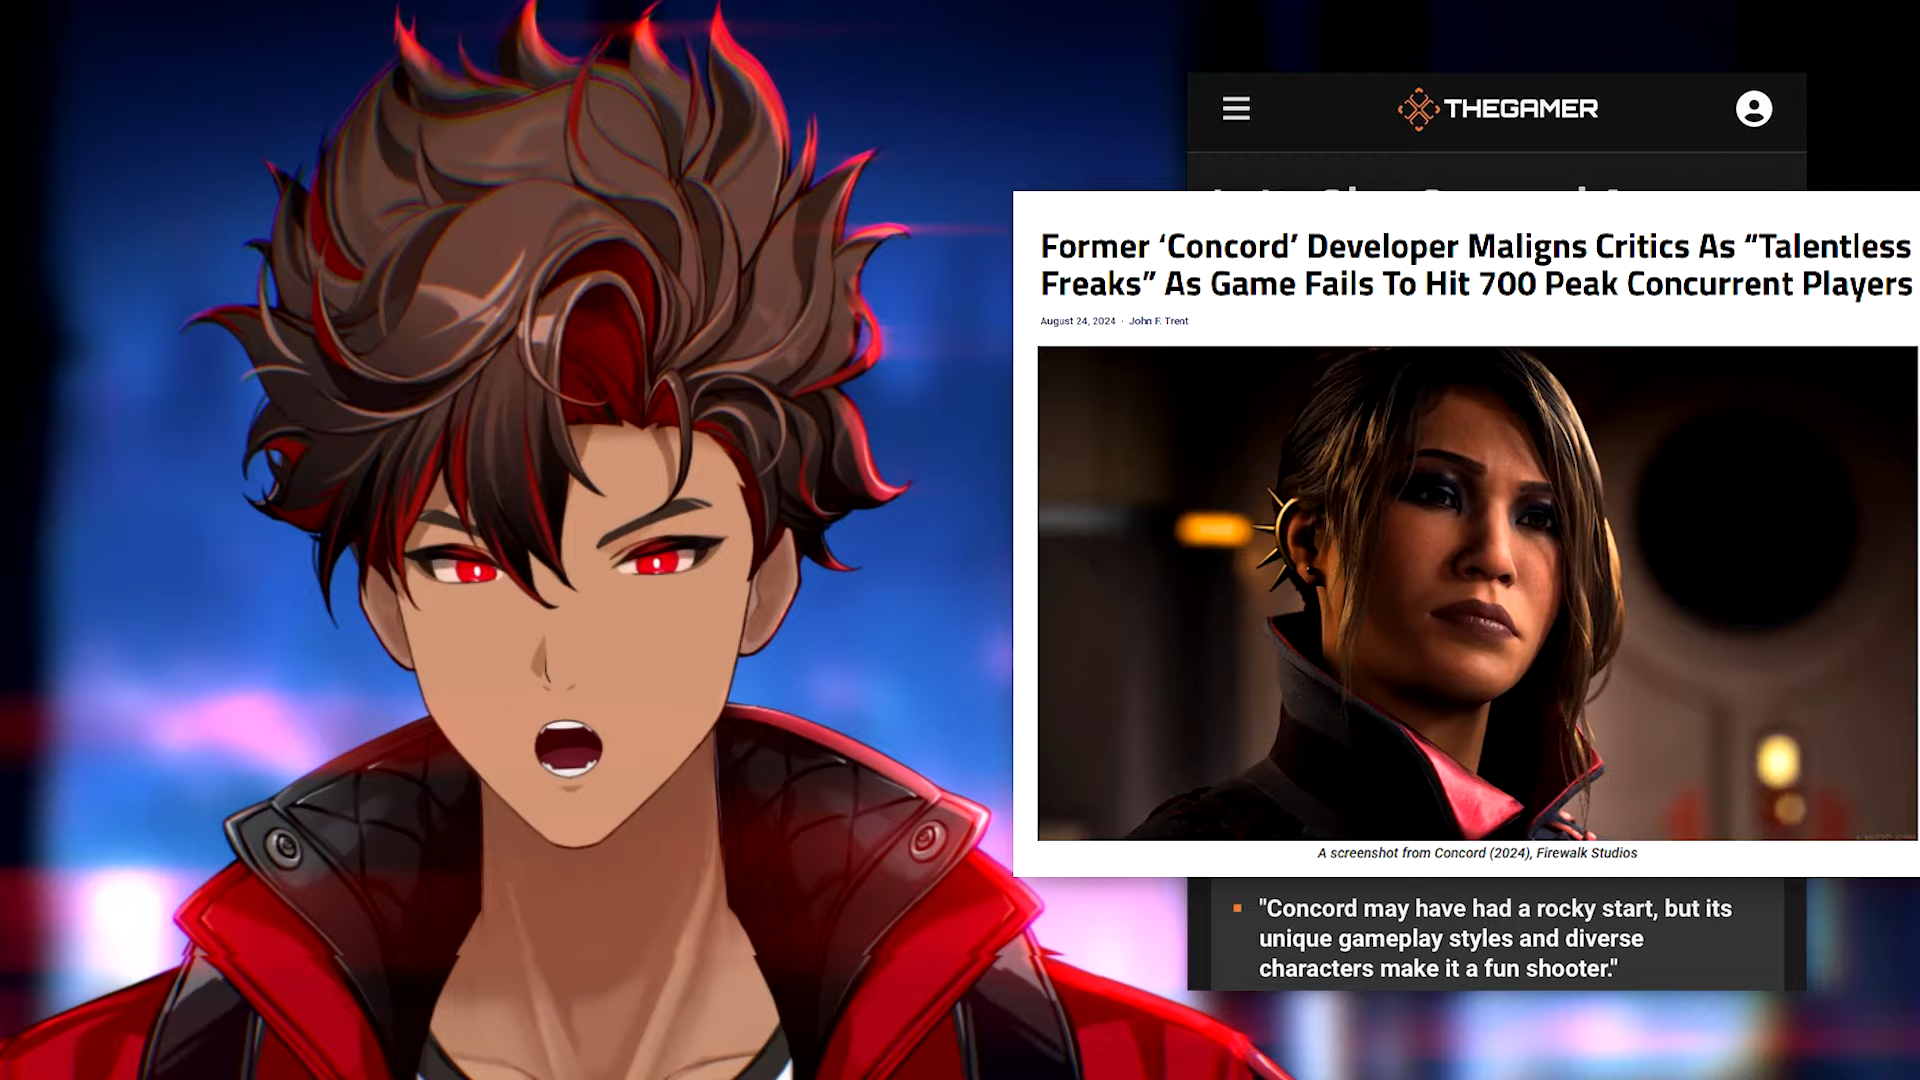 THEGAMER
Former ‘Concord’ Developer Maligns Critics As “Talentless
Freaks” As Game Fails To Hit 700 Peak Concurrent Players
August 24, 2024 · John F. Trent
A screenshot from Concord (2024), Firewalk Studios
"Concord may have had a rocky start, but its
unique gameplay styles and diverse
characters make it a fun shooter."